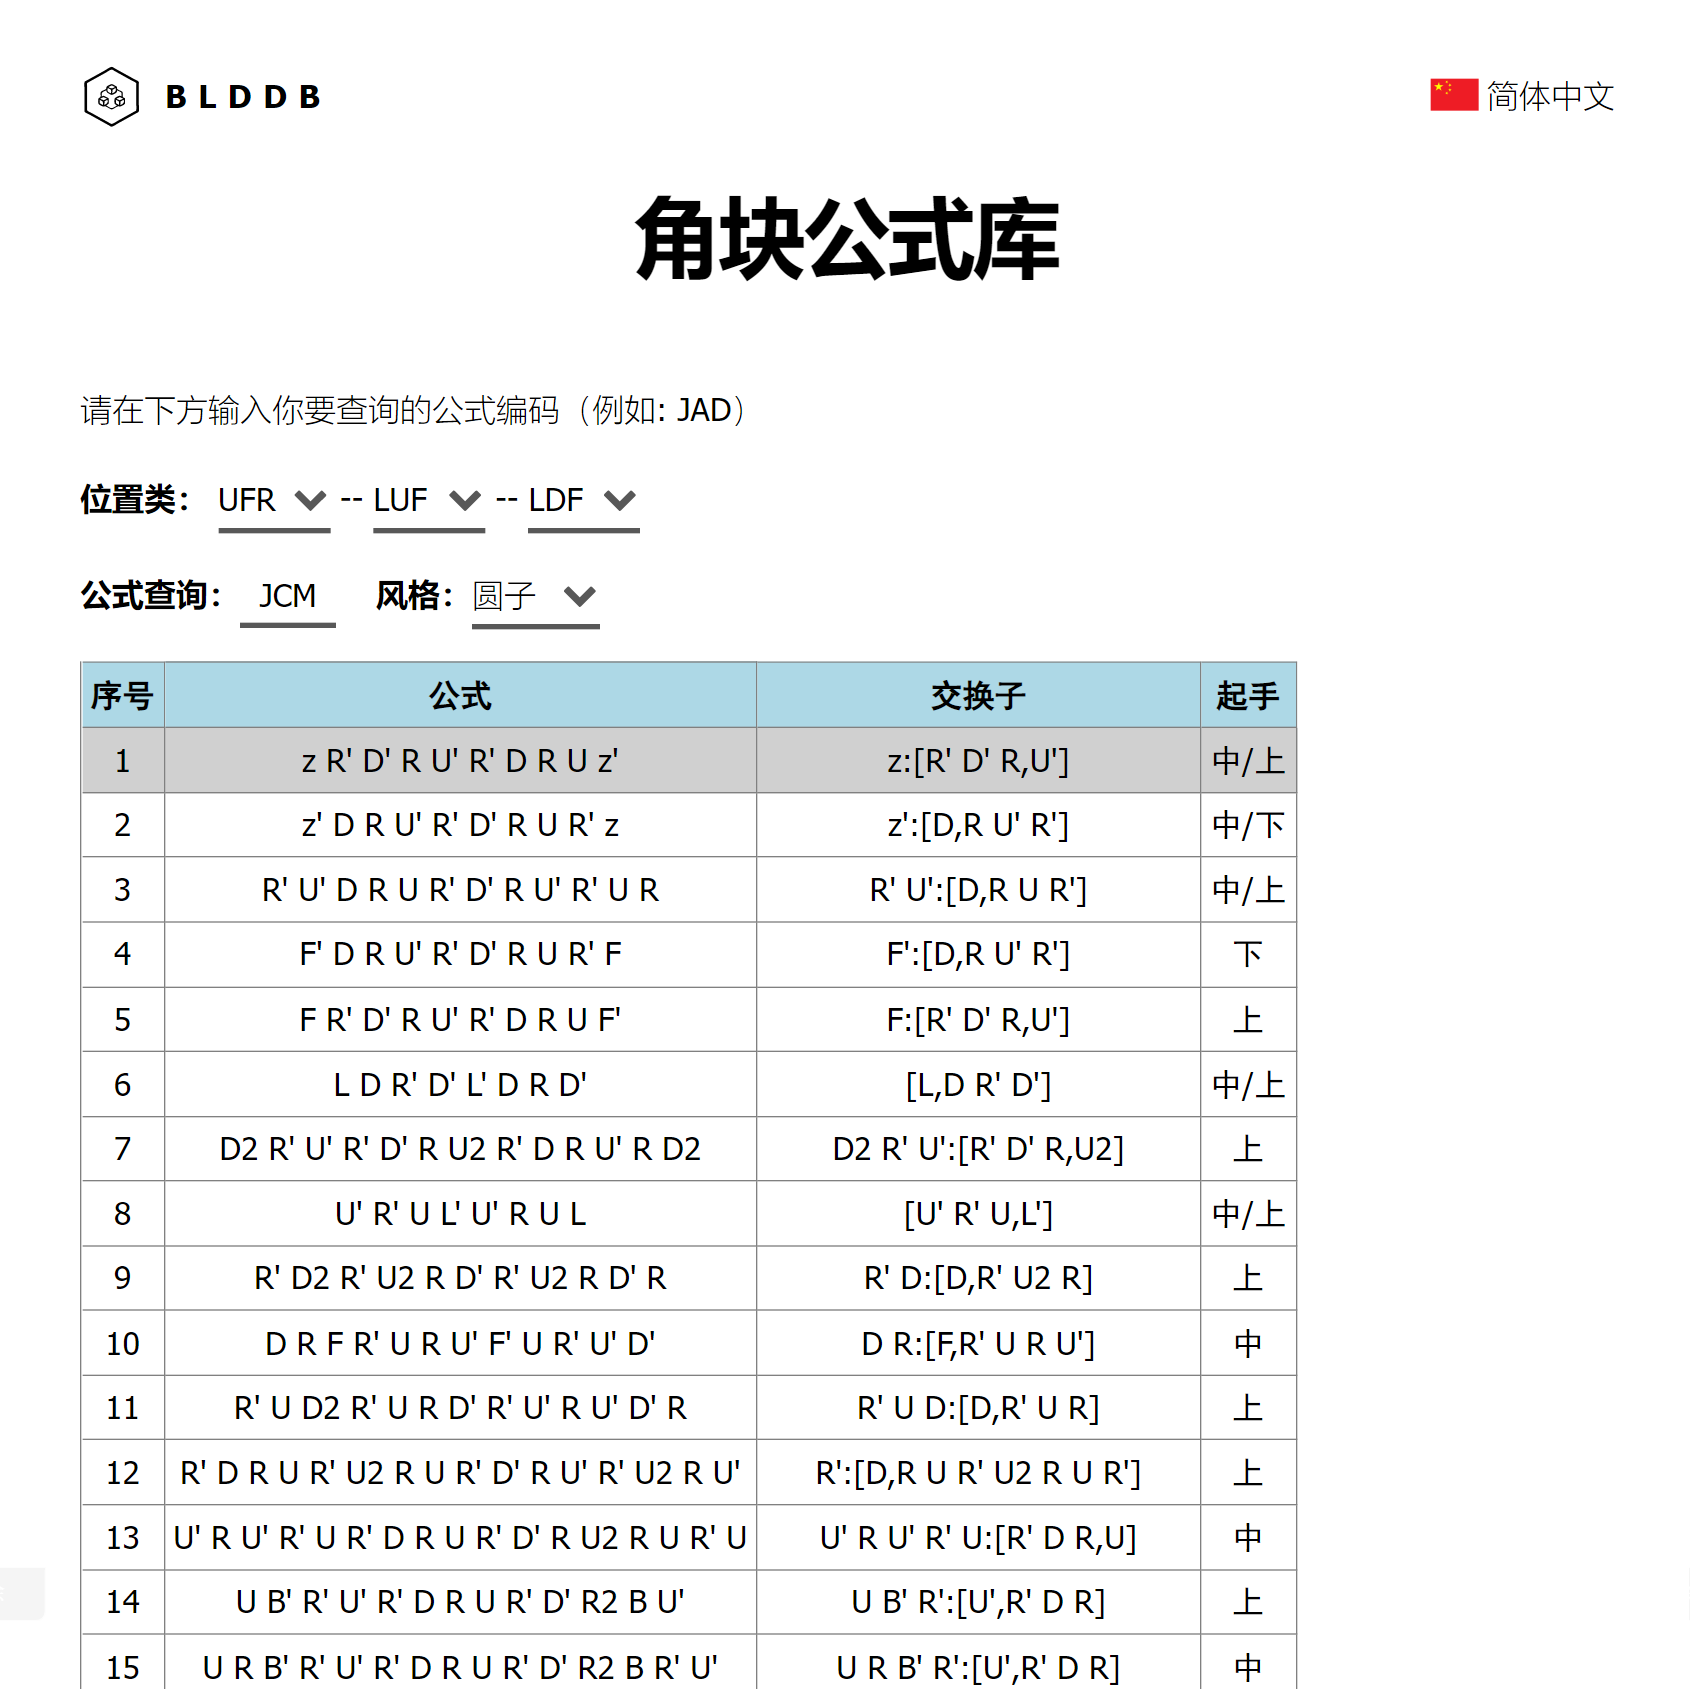 BLDDB
简体中文
角块公式库
请在下方输入你要查询的公式编码（例如: JAD）
位置类： UFR -- LUF -- LDF
公式查询： JCM 风格： 圆子
序号 公式 交换子 起手
1 z R' D' R U' R' D R U z' z:[R' D' R,U'] 中/上
2 z' D R U' R' D' R U R' z z':[D,R U' R'] 中/下
3 R' U' D R U R' D' R U' R' U R R' U':[D,R U R'] 中/上
4 F' D R U' R' D' R U R' F F':[D,R U' R'] 下
5 F R' D' R U' R' D R U F' F:[R' D' R,U'] 上
6 L D R' D' L' D R D' [L,D R' D'] 中/上
7 D2 R' U' R' D' R U2 R' D R U' R D2 D2 R' U':[R' D' R,U2] 上
8 U' R' U L' U' R U L [U' R' U,L'] 中/上
9 R' D2 R' U2 R D' R' U2 R D' R R' D:[D,R' U2 R] 上
10 D R F R' U R U' F' U R' U' D' D R:[F,R' U R U'] 中
11 R' U D2 R' U R D' R' U' R U' D' R R' U D:[D,R' U R] 上
12 R' D R U R' U2 R U R' D' R U' R' U2 R U' R':[D,R U R' U2 R U R'] 上
13 U' R U' R' U R' D R U R' D' R U2 R U R' U U' R U' R' U:[R' D R,U] 中
14 U B' R' U' R' D R U R' D' R2 B U' U B' R':[U',R' D R] 上
15 U R B' R' U' R' D R U R' D' R2 B R' U' U R B' R':[U',R' D R] 中